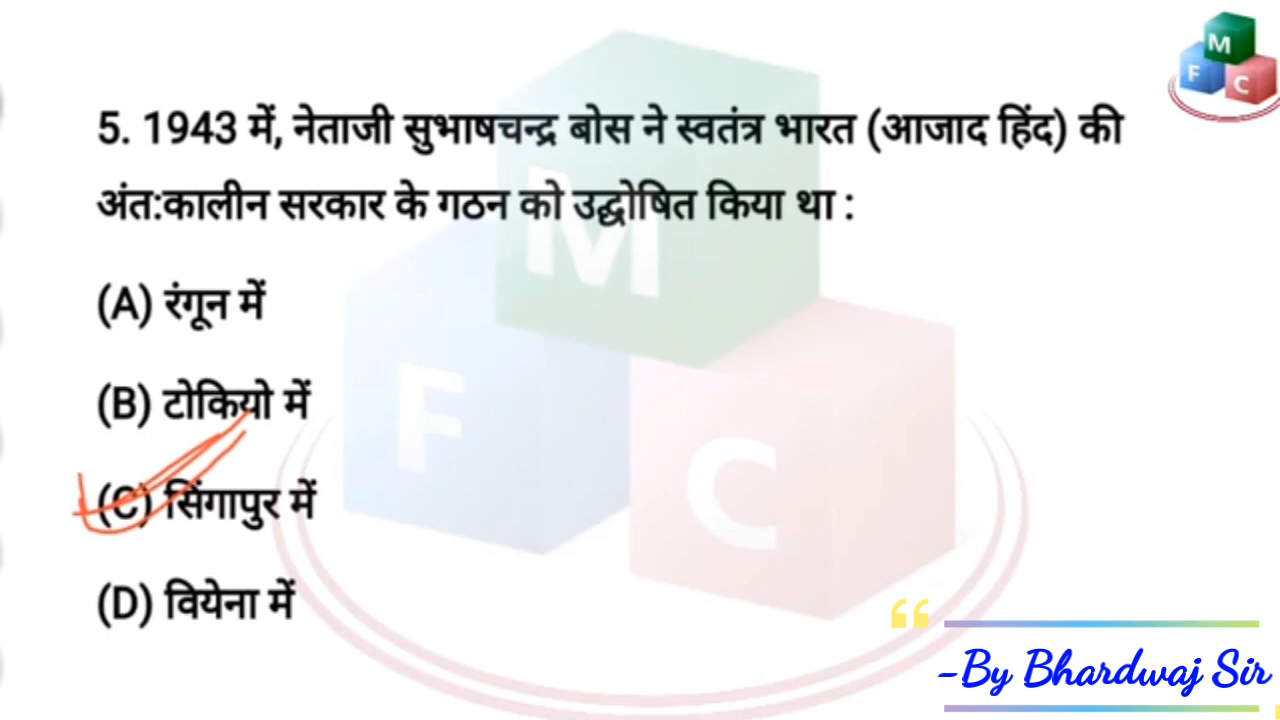 M
F C
5. 1943 में, नेताजी सुभाषचन्द्र बोस ने स्वतंत्र भारत (आजाद हिंद) की
अंत:कालीन सरकार के गठन को उद्घोषित किया था :
(A) रंगून में
(B) टोकियो में
(C) सिंगापुर में
(D) वियेना में
M
F
C
“
-By Bhardwaj Sir